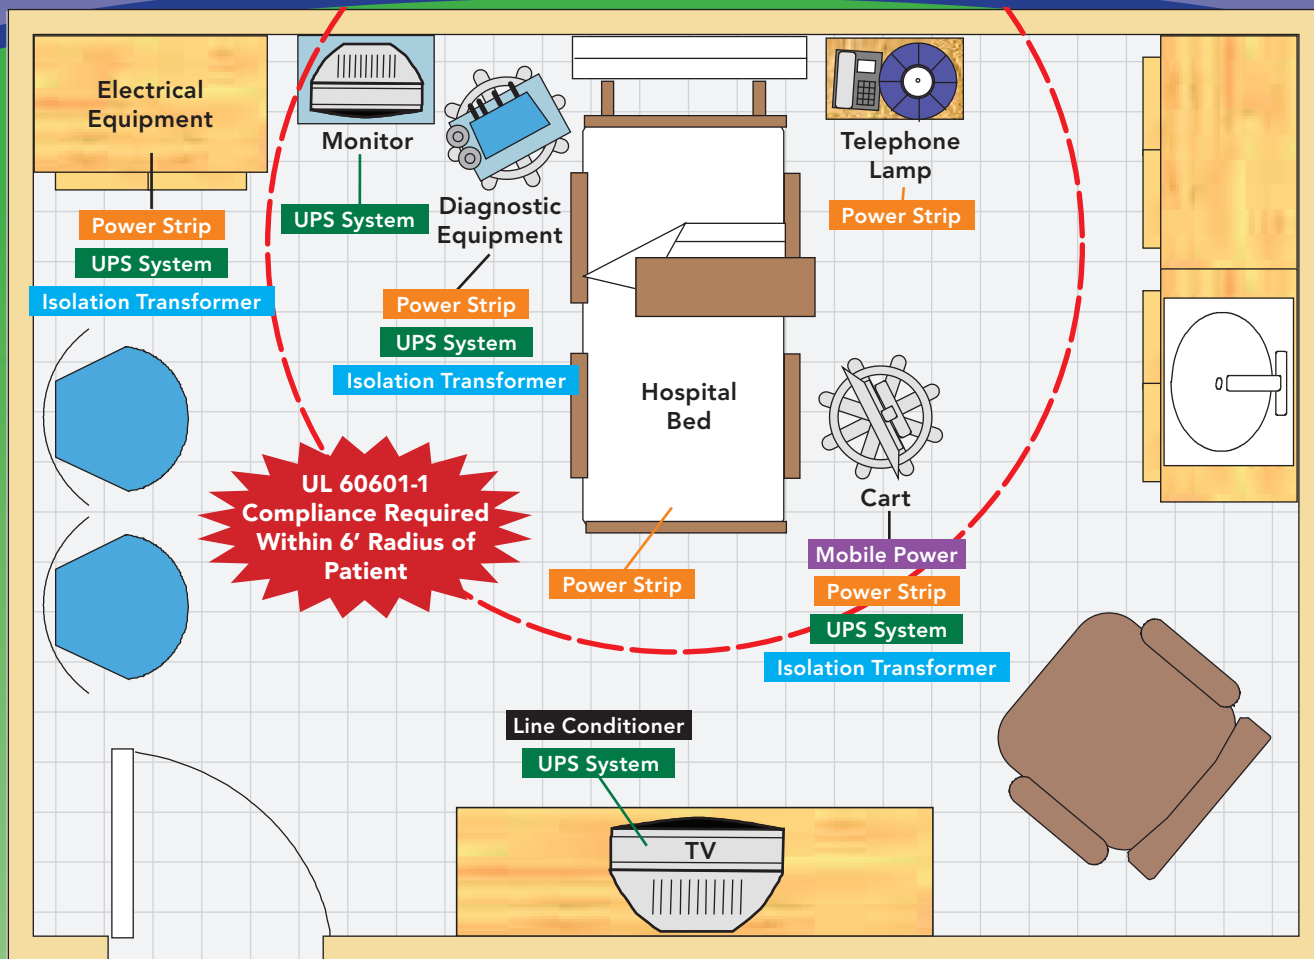 Electrical
Equipment
Power Strip
UPS System
Isolation Transformer
Monitor
UPS System
Diagnostic
Equipment
Power Strip
UPS System
Isolation Transformer
Telephone
Lamp
Power Strip
Hospital
Bed
Power Strip
Cart
Mobile Power
Power Strip
UPS System
Isolation Transformer
UL 60601-1
Compliance Required
Within 6’ Radius of
Patient
Line Conditioner
UPS System
TV